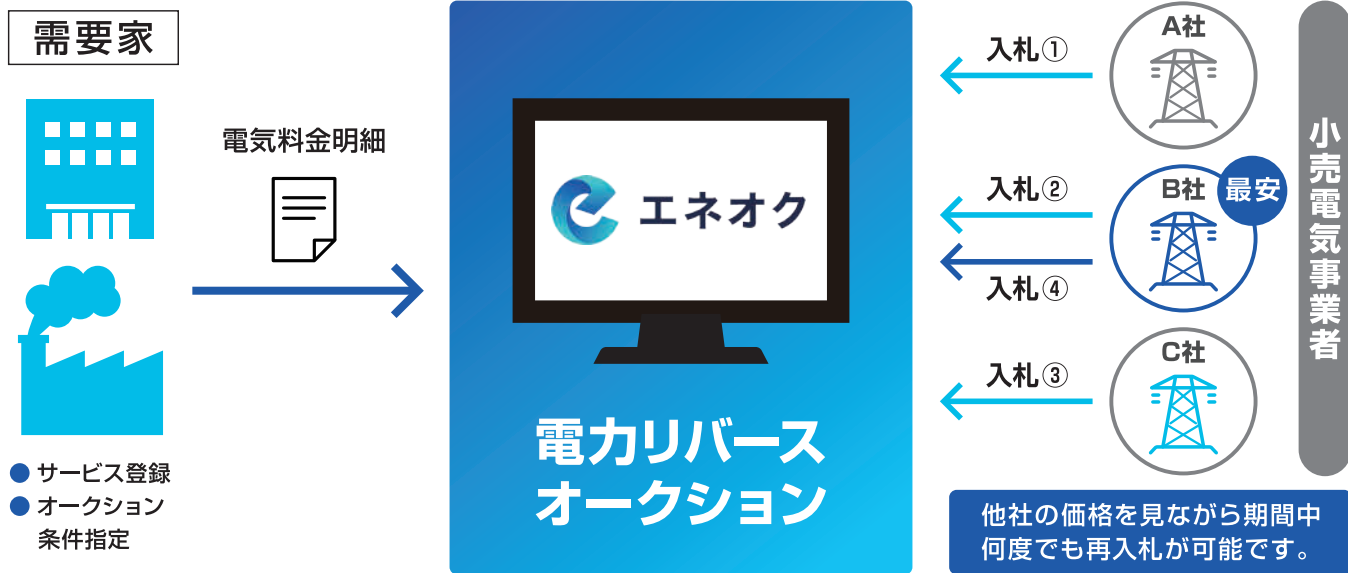 需要家
電気料金明細
● サービス登録
● オークション
条件指定
エネオク
電力リバース
オークション
入札①
A社
入札②
B社
最安
入札④
入札③
C社
小売電気事業者
他社の価格を見ながら期間中
何度でも再入札が可能です。